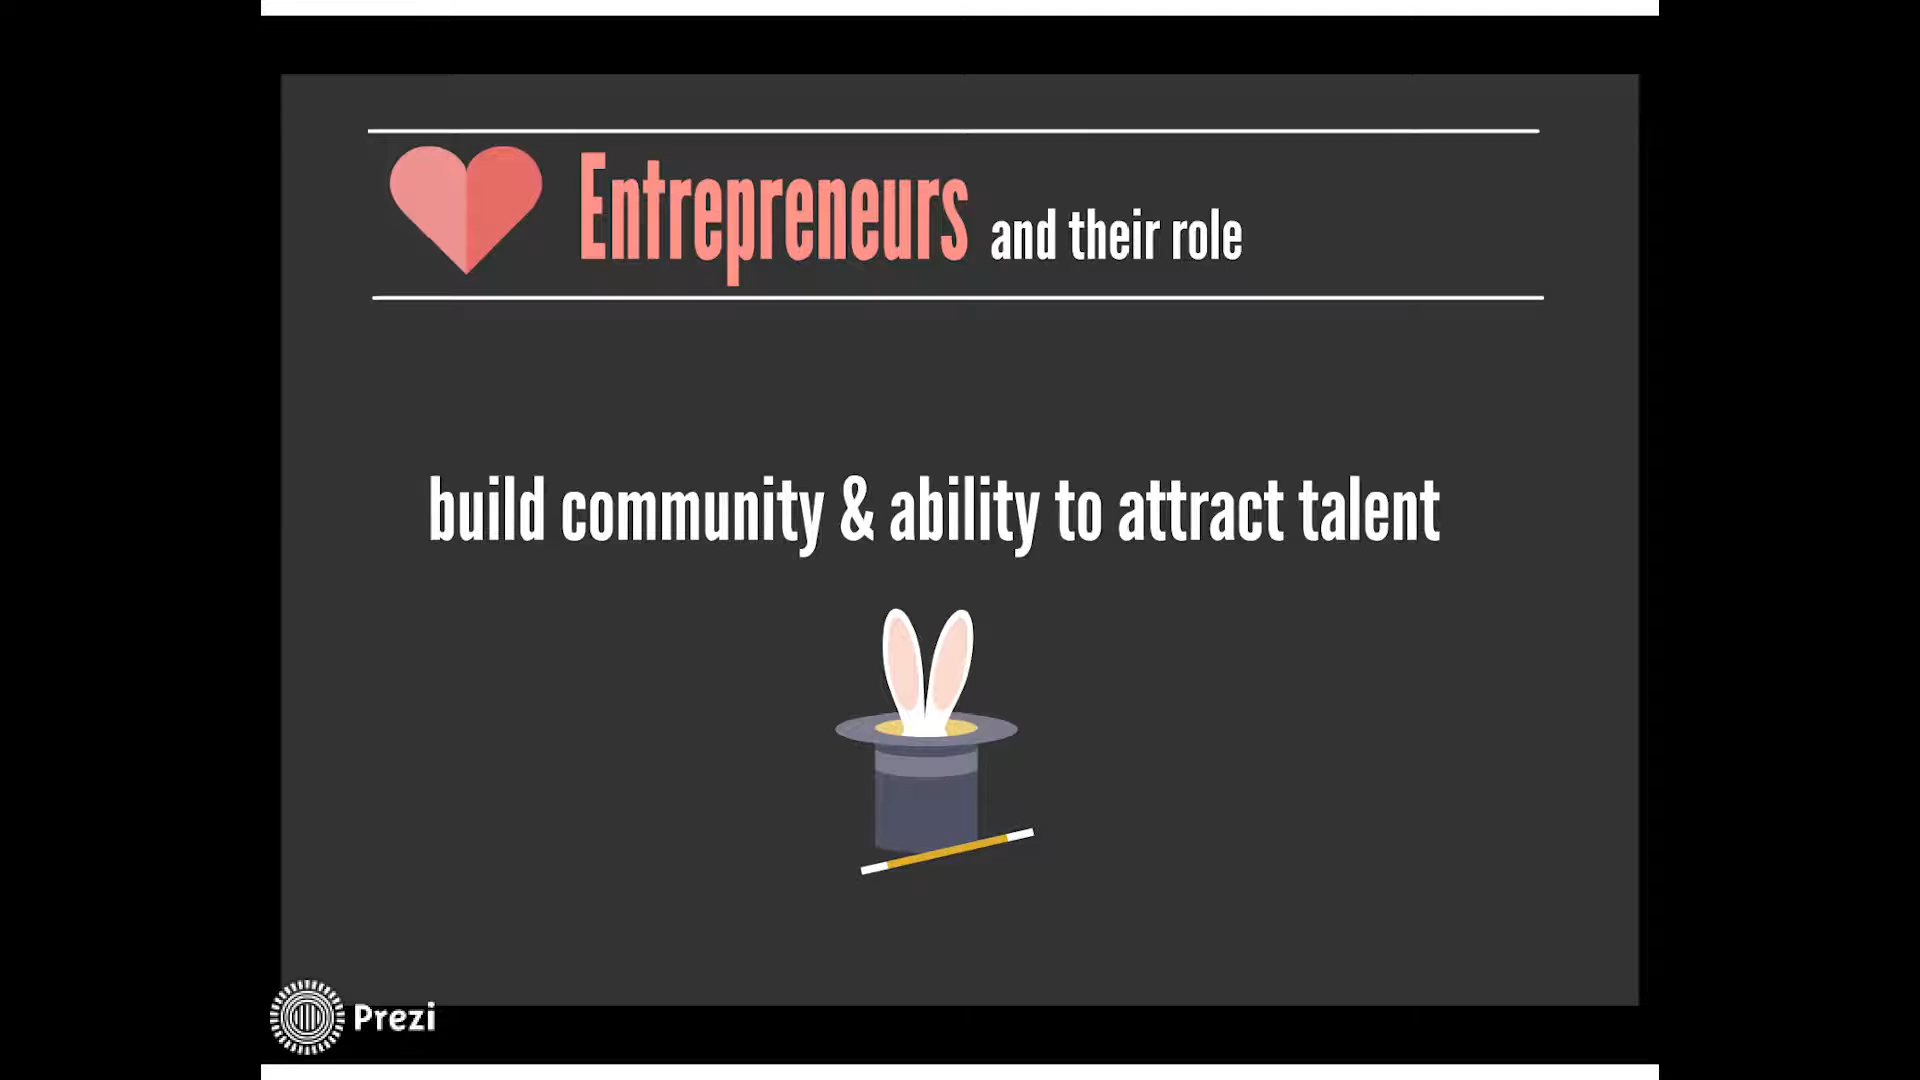 Entrepreneurs and their role
build community & ability to attract talent
Prezi